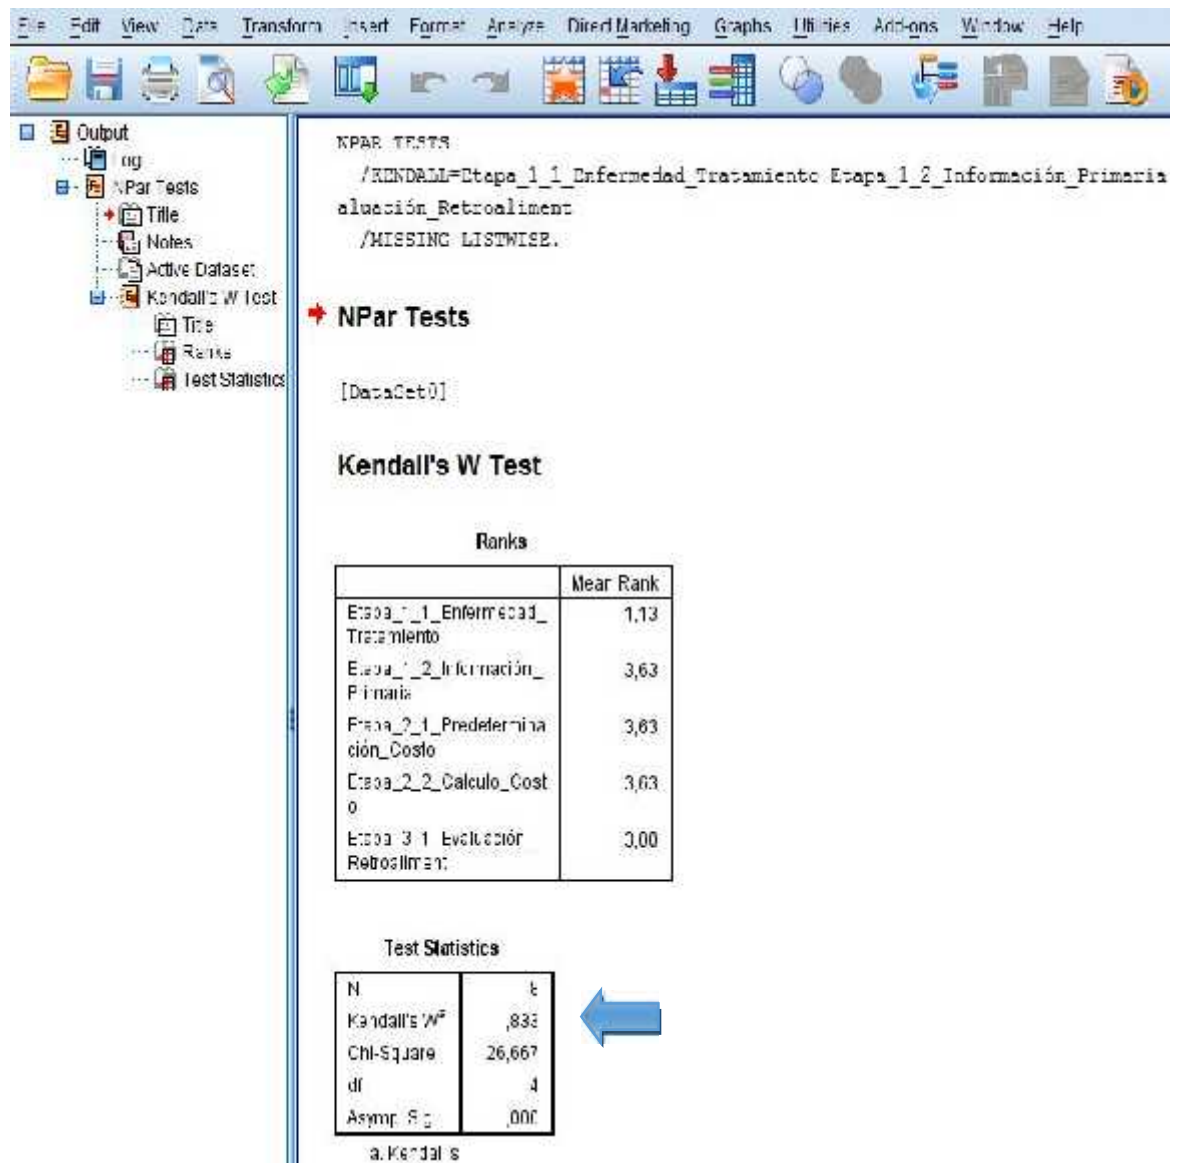 File Edit View Data Transform Insert Format Analyze Direct Marketing Graphs Utilities Add-ons Window Help
Output
Log
NPar Tests
Title
Notes
Active Dataset
Kendall's W Test
Title
Ranks
Test Statistics
NPAR TESTS
/KENDALL=Etapa_1_1_Enfermedad_Tratamiento Etapa_1_2_Información_Primaria
aluación_Retroaliment
/MISSING LISTWISE.
NPar Tests
[DataSet0]
Kendall's W Test
Ranks
Mean Rank
Etapa_1_1_Enfermedad_
Tratamiento
1,13
Etapa_1_2_Información_
Primaria
3,63
Etapa_2_1_Predetermina
ción_Costo
3,63
Etapa_2_2_Calculo_Cost
o
3,63
Etapa_3_1_Evaluación_
Retroaliment
3,00
Test Statistics
N 8
Kendall's Wa ,833
Chi-Square 26,667
df 4
Asymp. Sig. ,000
a. Kendall's